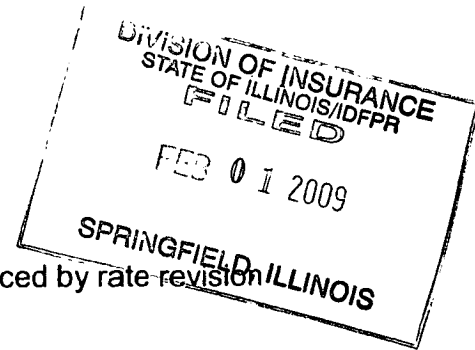 DIVISION OF INSURANCE
STATE OF ILLINOIS/IDFPR
FILED
FEB 0 1 2009
SPRINGFIELD, ILLINOIS
ced by rate revision